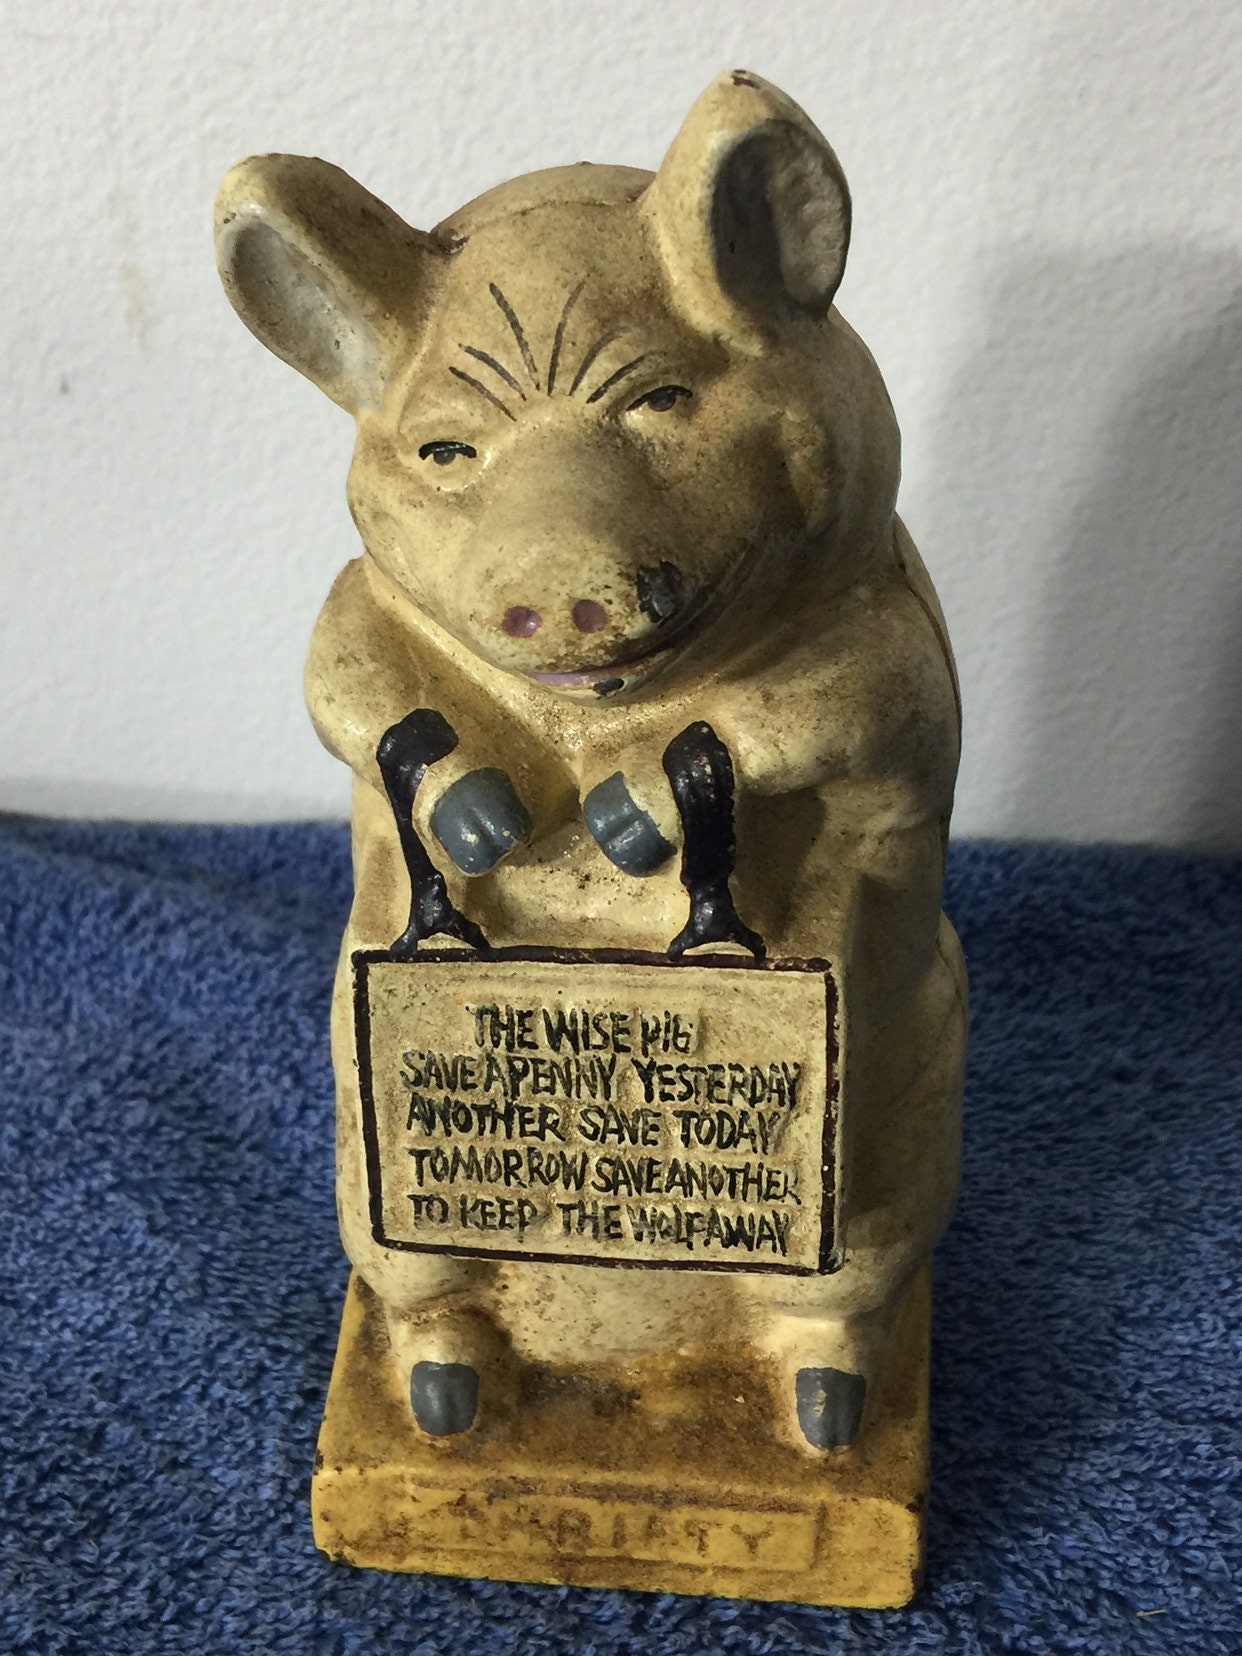 THE WISE PIG
SAVE A PENNY YESTERDAY
ANOTHER SAVE TODAY
TOMORROW SAVE ANOTHER
TO KEEP THE WOLF AWAY
THRIFTY